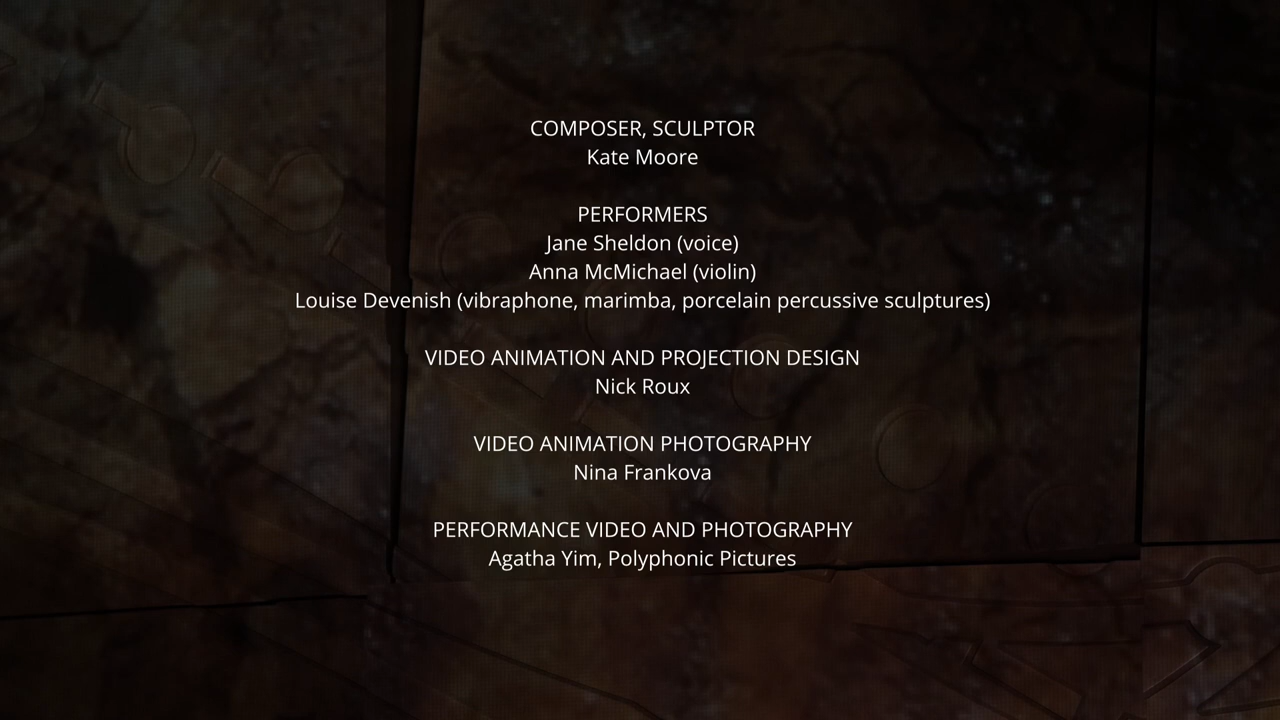 COMPOSER, SCULPTOR
Kate Moore
PERFORMERS
Jane Sheldon (voice)
Anna McMichael (violin)
Louise Devenish (vibraphone, marimba, porcelain percussive sculptures)
VIDEO ANIMATION AND PROJECTION DESIGN
Nick Roux
VIDEO ANIMATION PHOTOGRAPHY
Nina Frankova
PERFORMANCE VIDEO AND PHOTOGRAPHY
Agatha Yim, Polyphonic Pictures